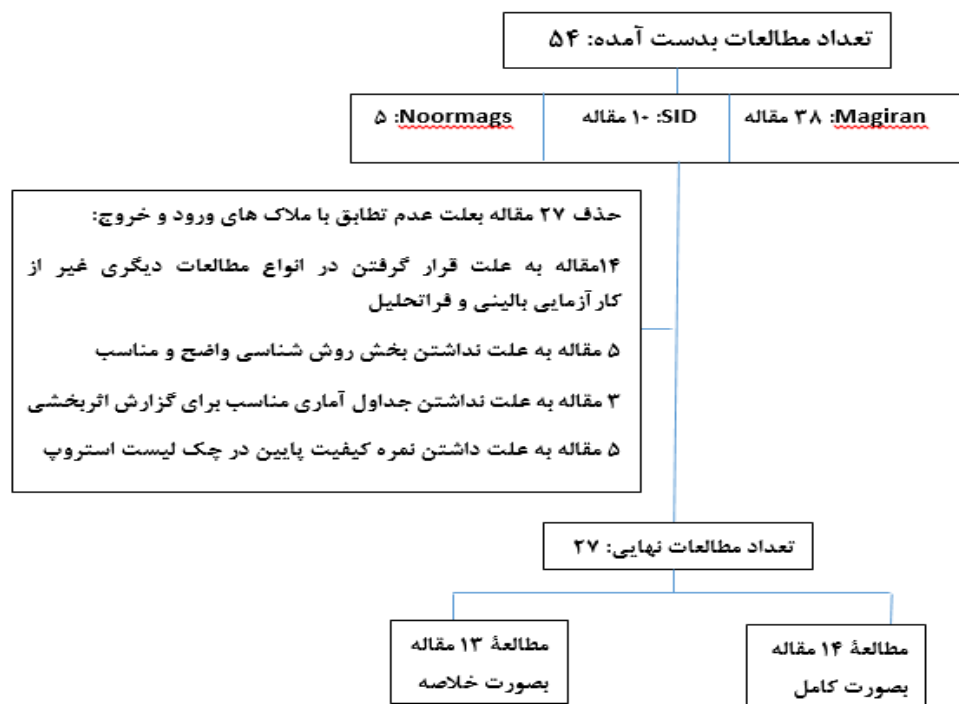 تعداد مطالعات بدست آمده: ۵۴
Magiran: ۳۸ مقاله
SID: ۱۰ مقاله
Noormags: ۵
حذف ۲۷ مقاله بعلت عدم تطابق با ملاک های ورود و خروج:
۱۴مقاله به علت قرار گرفتن در انواع مطالعات دیگری غیر از
کارآزمایی بالینی و فراتحلیل
۵ مقاله به علت نداشتن بخش روش شناسی واضح و مناسب
۳ مقاله به علت نداشتن جداول آماری مناسب برای گزارش اثربخشی
۵ مقاله به علت داشتن نمره کیفیت پایین در چک لیست استروپ
تعداد مطالعات نهایی: ۲۷
مطالعۀ ۱۴ مقاله
بصورت کامل
مطالعۀ ۱۳ مقاله
بصورت خلاصه